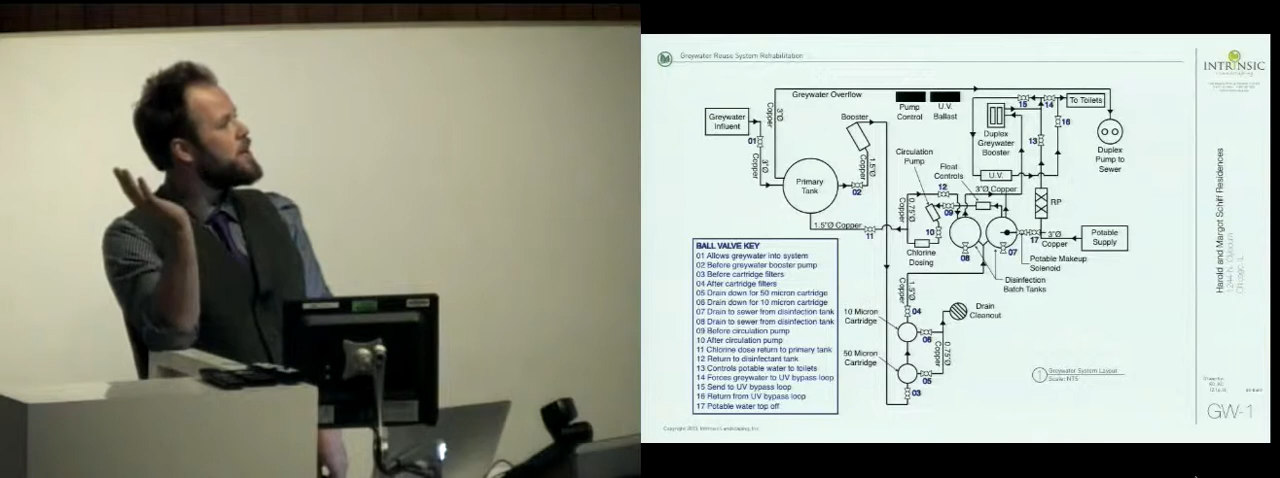 Greywater Reuse System Rehabilitation
INTRINSIC
Greywater Overflow
Greywater
Influent
01
3"Ø
Copper
3"Ø
Copper
Primary
Tank
Booster
02
1.5"Ø
Copper
1.5"Ø Copper
11
Pump
Control
U.V.
Ballast
Circulation
Pump
Float
Controls
12
3"Ø Copper
0.75"Ø
Copper
09
10
Chlorine
Dosing
Duplex
Greywater
Booster
U.V.
15
14
To Toilets
16
13
Duplex
Pump to
Sewer
RP
17
3"Ø
Copper
Potable
Supply
Potable Makeup
Solenoid
08
07
Disinfection
Batch Tanks
1.5"Ø
Copper
04
10 Micron
Cartridge
06
Drain
Cleanout
0.75"Ø
Copper
50 Micron
Cartridge
05
03
BALL VALVE KEY
01 Allows greywater into system
02 Before greywater booster pump
03 Before cartridge filters
04 After cartridge filters
05 Drain down for 50 micron cartridge
06 Drain down for 10 micron cartridge
07 Drain to sewer from disinfection tank
08 Drain to sewer from disinfection tank
09 Before circulation pump
10 After circulation pump
11 Chlorine dose return to primary tank
12 Return to disinfectant tank
13 Controls potable water to toilets
14 Forces greywater to UV bypass loop
15 Send to UV bypass loop
16 Return from UV bypass loop
17 Potable water top off
1
Greywater System Layout
Scale: NTS
Harold and Margot Schiff Residences
GW-1